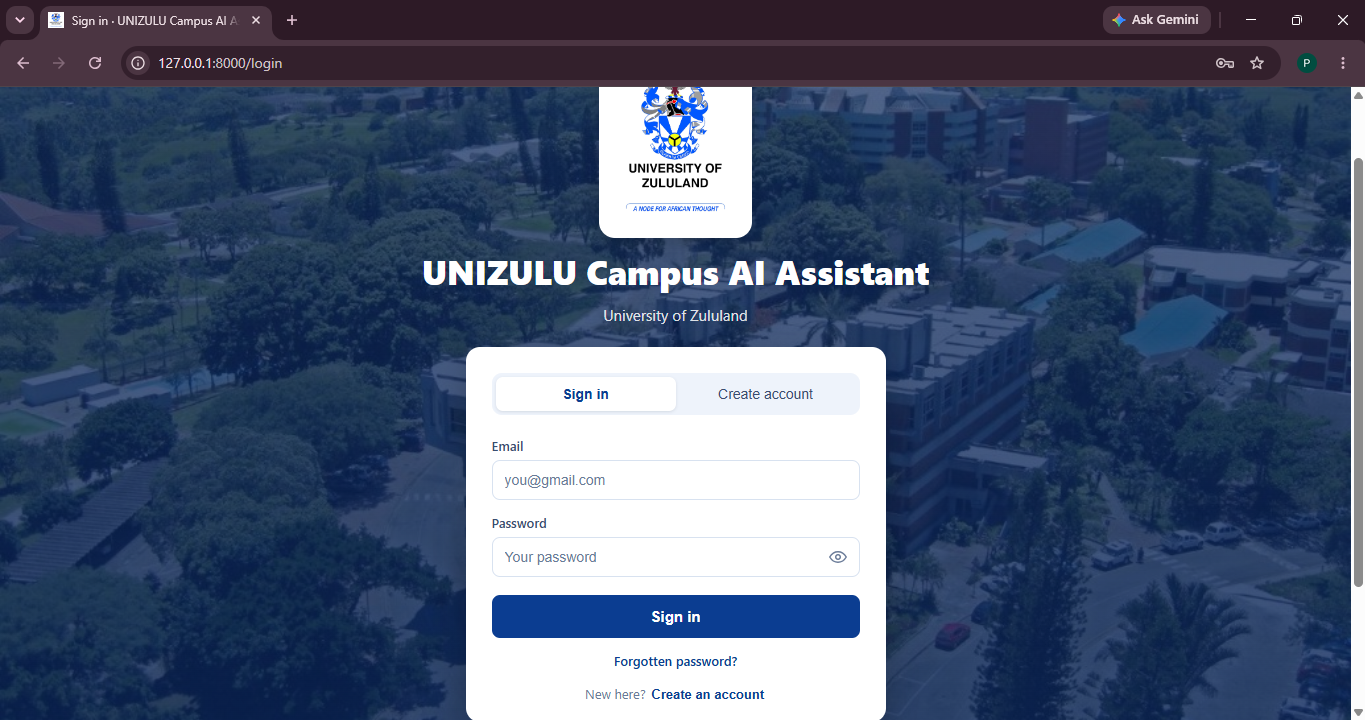 Sign in · UNIZULU Campus AI A
Ask Gemini
127.0.0.1:8000/login
P
UNIVERSITY OF
ZULULAND
A NODE FOR AFRICAN THOUGHT
UNIZULU Campus AI Assistant
University of Zululand
Sign in
Create account
Email
you@gmail.com
Password
Your password
Sign in
Forgotten password?
New here? Create an account